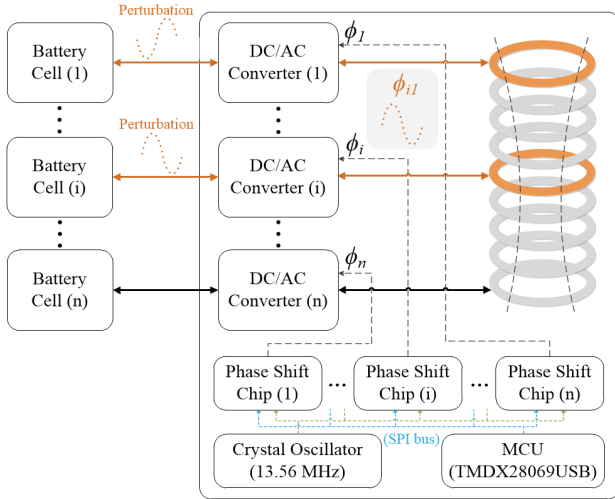 Perturbation
Battery
Cell (1)
DC/AC
Converter (1)
ϕ1
ϕi1
Perturbation
Battery
Cell (i)
DC/AC
Converter (i)
ϕi
Battery
Cell (n)
DC/AC
Converter (n)
ϕn
Phase Shift
Chip (1)
...
Phase Shift
Chip (i)
...
Phase Shift
Chip (n)
(SPI bus)
Crystal Oscillator
(13.56 MHz)
MCU
(TMDX28069USB)